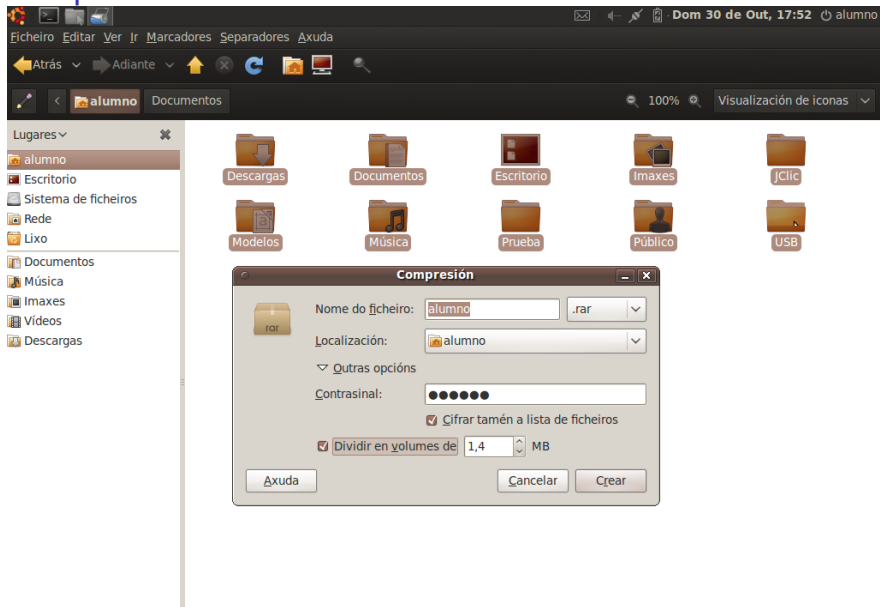 Dom 30 de Out, 17:52 alumno
Ficheiro Editar Ver Ir Marcadores Separadores Axuda
Atrás Adiante
alumno Documentos 100% Visualización de iconas
Lugares
alumno
Escritorio
Sistema de ficheiros
Rede
Lixo
Documentos
Música
Imaxes
Vídeos
Descargas
Descargas Documentos Escritorio Imaxes JClic
Modelos Música Prueba Público USB
Compresión
rar
Nome do ficheiro: alumno .rar
Localización: alumno
Outras opcións
Contrasinal: ●●●●●●
Cifrar tamén a lista de ficheiros
Dividir en volumes de 1,4 MB
Axuda Cancelar Crear